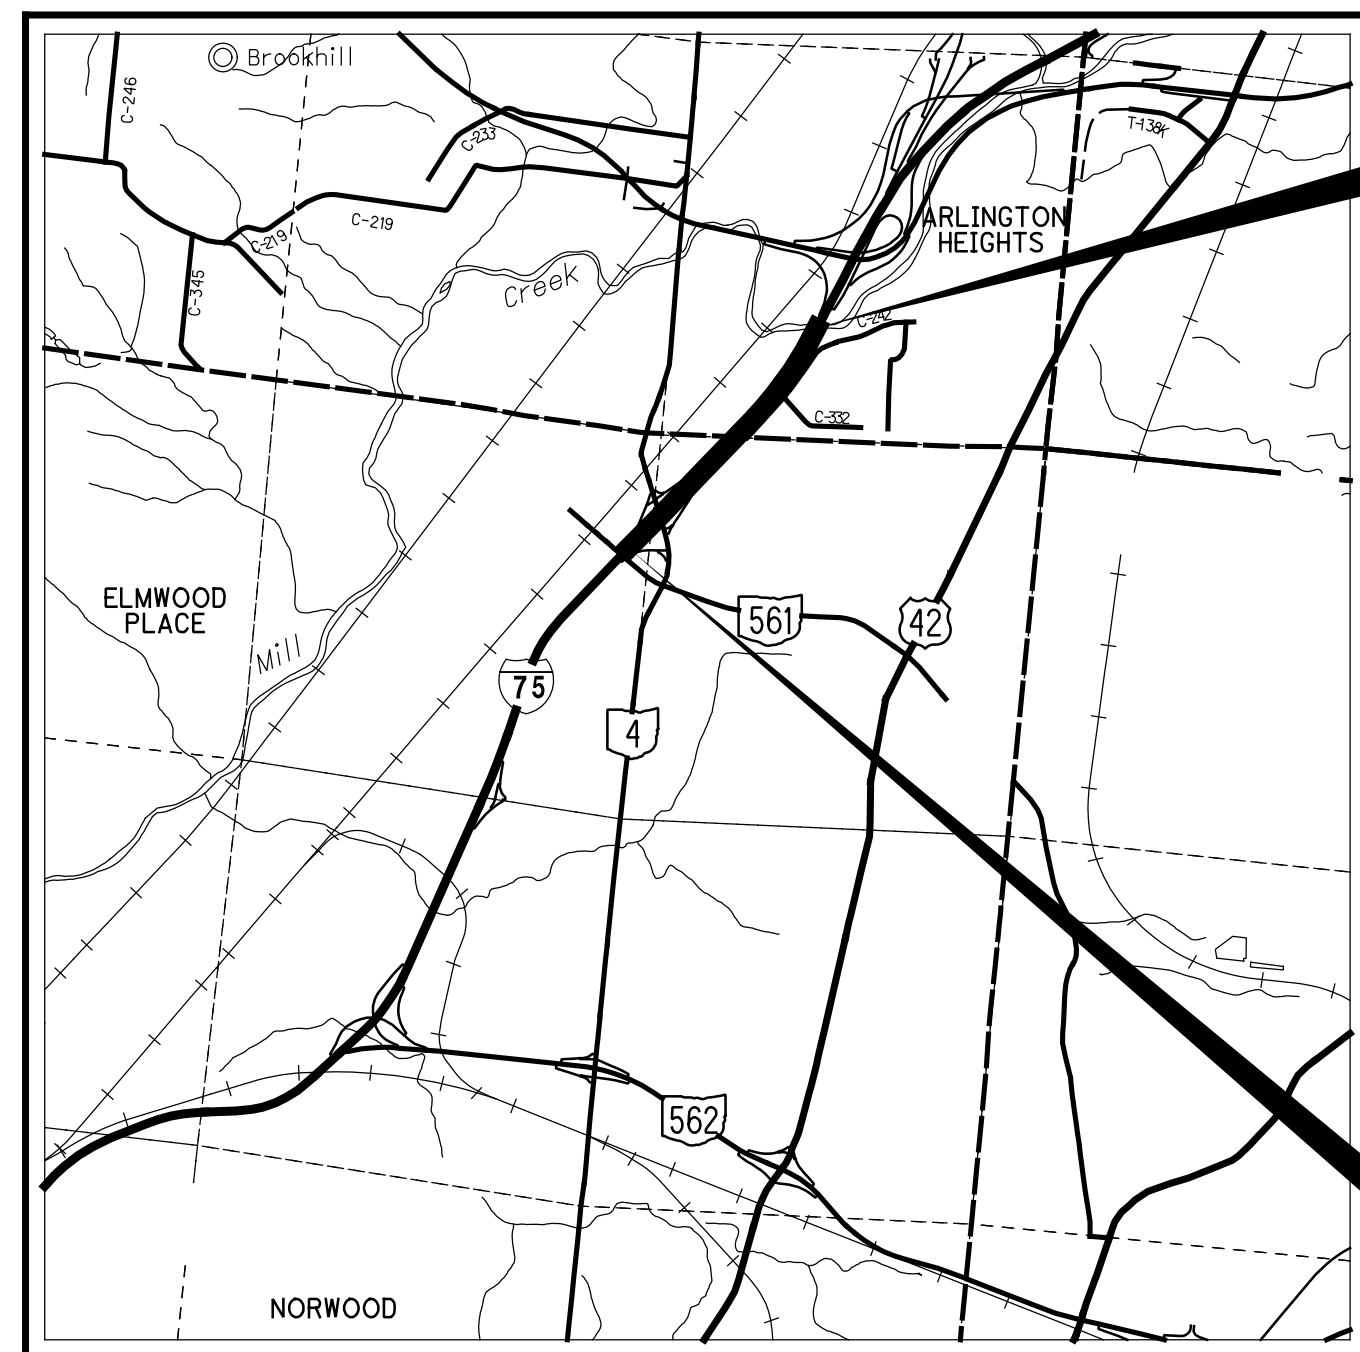 Brookhill
C-246
C-233
T-138K
C-219
C-219
ARLINGTON
HEIGHTS
C-345
Creek
C-242
C-332
ELMWOOD
PLACE
561
42
Mill
75
4
562
NORWOOD